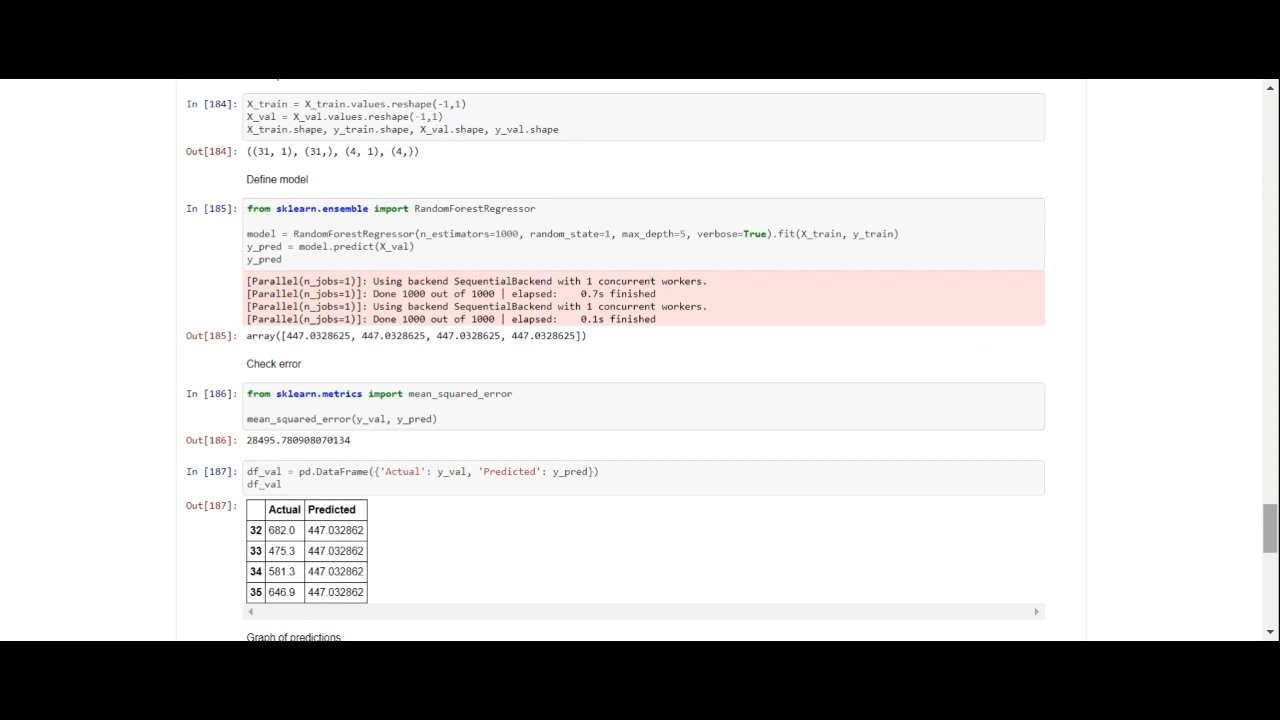 In [184]: X_train = X_train.values.reshape(-1,1)
X_val = X_val.values.reshape(-1,1)
X_train.shape, y_train.shape, X_val.shape, y_val.shape
Out[184]: ((31, 1), (31,), (4, 1), (4,))
Define model
In [185]: from sklearn.ensemble import RandomForestRegressor
model = RandomForestRegressor(n_estimators=1000, random_state=1, max_depth=5, verbose=True).fit(X_train, y_train)
y_pred = model.predict(X_val)
y_pred
[Parallel(n_jobs=1)]: Using backend SequentialBackend with 1 concurrent workers.
[Parallel(n_jobs=1)]: Done 1000 out of 1000 | elapsed:    0.7s finished
[Parallel(n_jobs=1)]: Using backend SequentialBackend with 1 concurrent workers.
[Parallel(n_jobs=1)]: Done 1000 out of 1000 | elapsed:    0.1s finished
Out[185]: array([447.0328625, 447.0328625, 447.0328625, 447.0328625])
Check error
In [186]: from sklearn.metrics import mean_squared_error
mean_squared_error(y_val, y_pred)
Out[186]: 28495.780908070134
In [187]: df_val = pd.DataFrame({'Actual': y_val, 'Predicted': y_pred})
df_val
Out[187]:
Actual Predicted
32 682.0 447.032862
33 475.3 447.032862
34 581.3 447.032862
35 646.9 447.032862
Graph of predictions